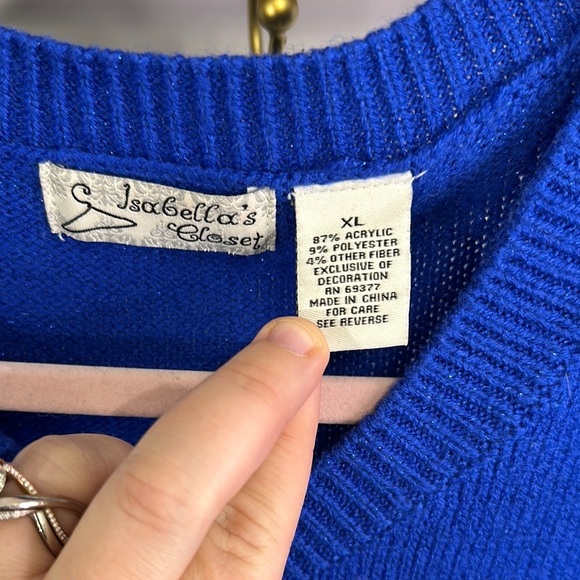 Isabella's
Closet
XL
87% ACRYLIC
9% POLYESTER
4% OTHER FIBER
EXCLUSIVE OF
DECORATION
RN 69377
MADE IN CHINA
FOR CARE
SEE REVERSE